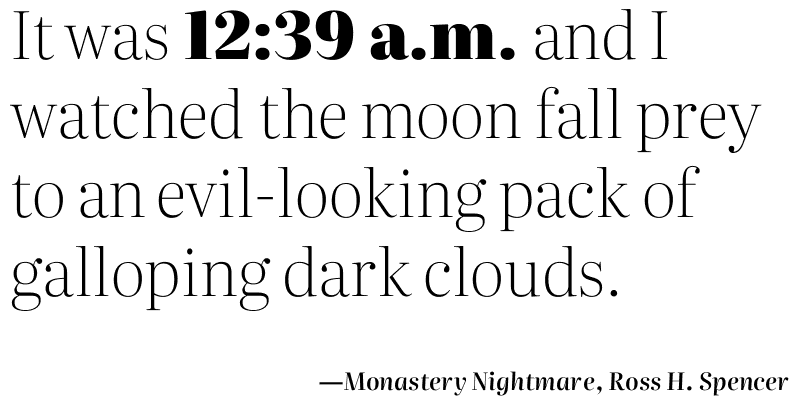 It was 12:39 a.m. and I
watched the moon fall prey
to an evil-looking pack of
galloping dark clouds.
—Monastery Nightmare, Ross H. Spencer